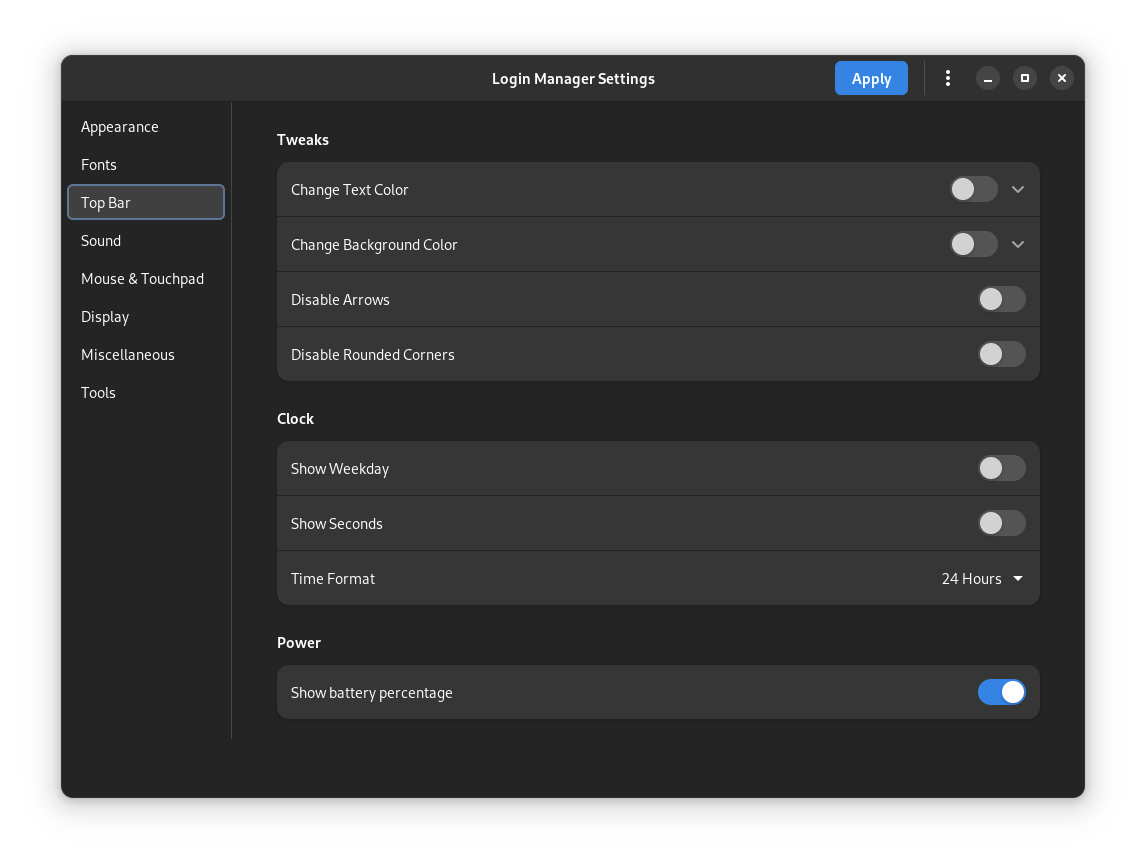 Login Manager Settings
Apply
Appearance
Fonts
Top Bar
Sound
Mouse & Touchpad
Display
Miscellaneous
Tools
Tweaks
Change Text Color
Change Background Color
Disable Arrows
Disable Rounded Corners
Clock
Show Weekday
Show Seconds
Time Format 24 Hours
Power
Show battery percentage